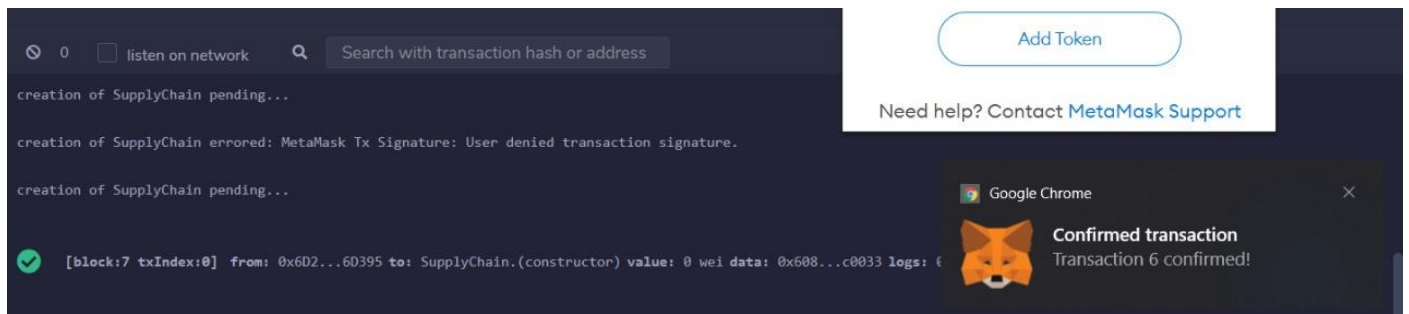 0 listen on network Search with transaction hash or address
creation of SupplyChain pending...
creation of SupplyChain errored: MetaMask Tx Signature: User denied transaction signature.
creation of SupplyChain pending...
[block:7 txIndex:0] from: 0x6D2...6D395 to: SupplyChain.(constructor) value: 0 wei data: 0x608...c0033 logs:
Add Token
Need help? Contact MetaMask Support
Google Chrome
Confirmed transaction
Transaction 6 confirmed!